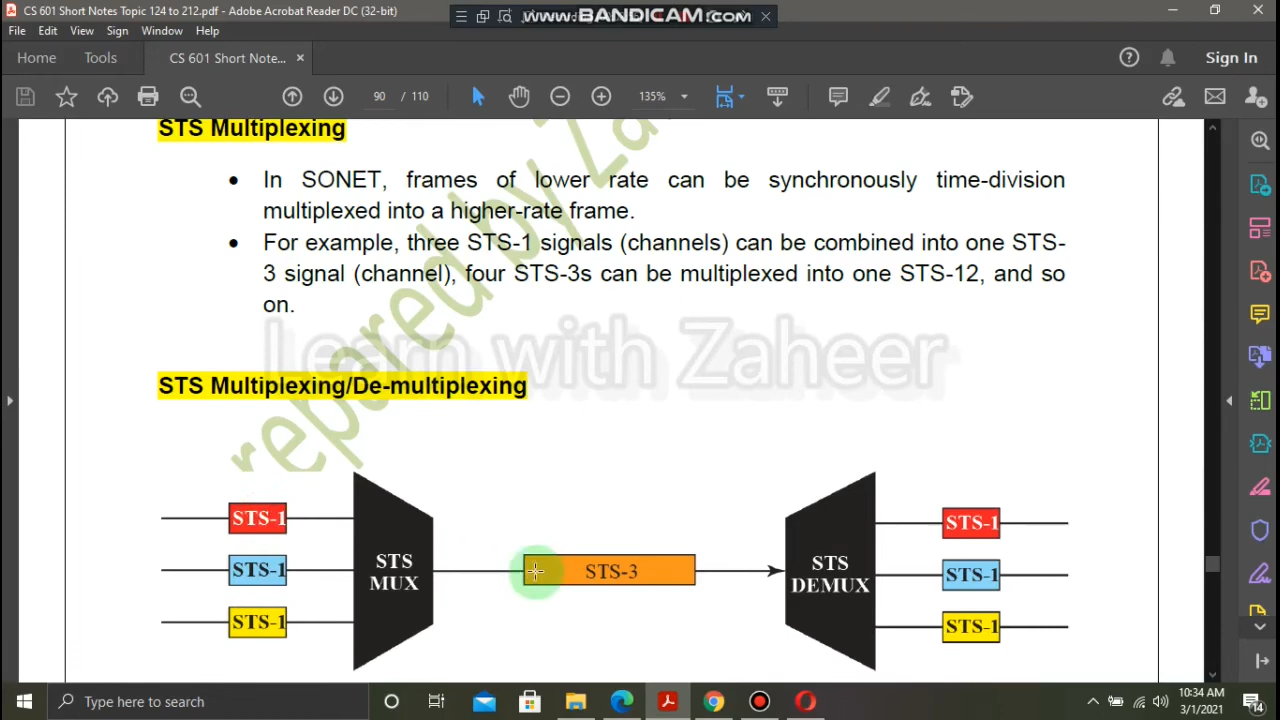 CS 601 Short Notes Topic 124 to 212.pdf - Adobe Acrobat Reader DC (32-bit)
www.BANDICAM.com
File Edit View Sign Window Help
Home Tools CS 601 Short Note... × Sign In
90 / 110 135%
STS Multiplexing
• In SONET, frames of lower rate can be synchronously time-division
multiplexed into a higher-rate frame.
• For example, three STS-1 signals (channels) can be combined into one STS-
3 signal (channel), four STS-3s can be multiplexed into one STS-12, and so
on.
Learn with Zaheer
repared by Za
STS Multiplexing/De-multiplexing
STS-1 STS-1
STS-1 STS MUX STS-3 STS DEMUX STS-1
STS-1 STS-1
Type here to search
10:34 AM
3/1/2021
14